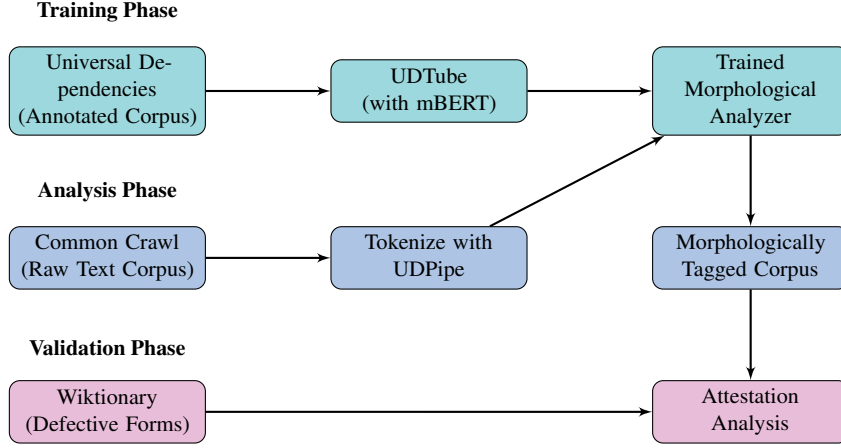 Training Phase
Universal De-
pendencies
(Annotated Corpus)
UDTube
(with mBERT)
Trained
Morphological
Analyzer
Analysis Phase
Common Crawl
(Raw Text Corpus)
Tokenize with
UDPipe
Morphologically
Tagged Corpus
Validation Phase
Wiktionary
(Defective Forms)
Attestation
Analysis